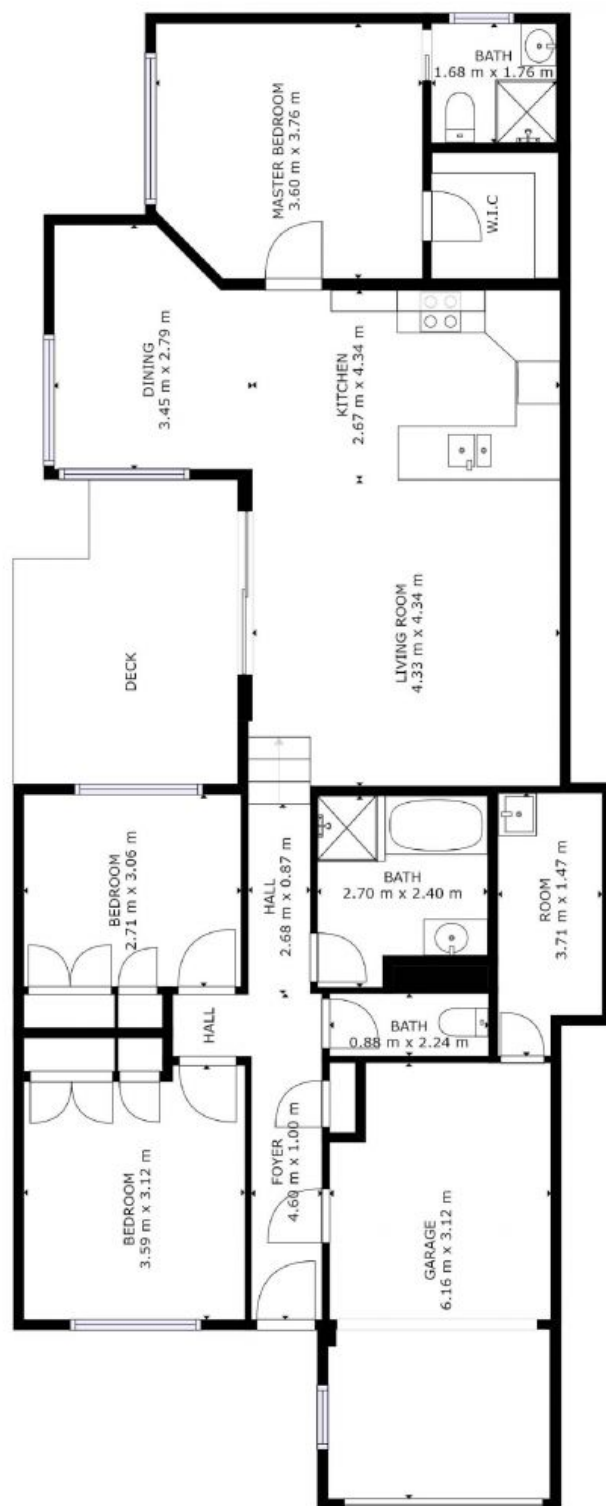 BATH
1.68 m x 1.76 m
MASTER BEDROOM
3.60 m x 3.76 m
W.I.C
DINING
3.45 m x 2.79 m
KITCHEN
2.67 m x 4.34 m
LIVING ROOM
4.33 m x 4.34 m
DECK
BEDROOM
2.71 m x 3.06 m
HALL
2.68 m x 0.87 m
BATH
2.70 m x 2.40 m
ROOM
3.71 m x 1.47 m
HALL
BATH
0.88 m x 2.24 m
BEDROOM
3.59 m x 3.12 m
FOYER
4.60 m x 1.00 m
GARAGE
6.16 m x 3.12 m